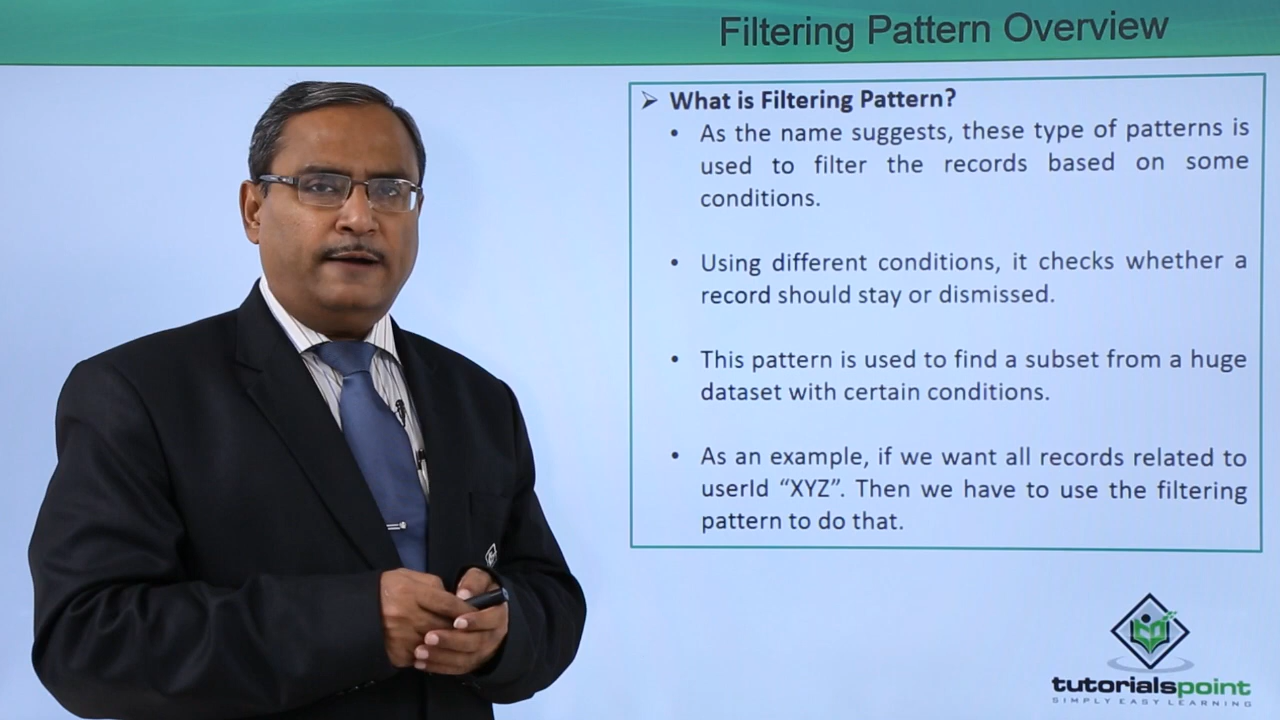 Filtering Pattern Overview
➢ What is Filtering Pattern?
• As the name suggests, these type of patterns is
used to filter the records based on some
conditions.
• Using different conditions, it checks whether a
record should stay or dismissed.
• This pattern is used to find a subset from a huge
dataset with certain conditions.
• As an example, if we want all records related to
userId “XYZ”. Then we have to use the filtering
pattern to do that.
tutorialspoint
SIMPLY EASY LEARNING